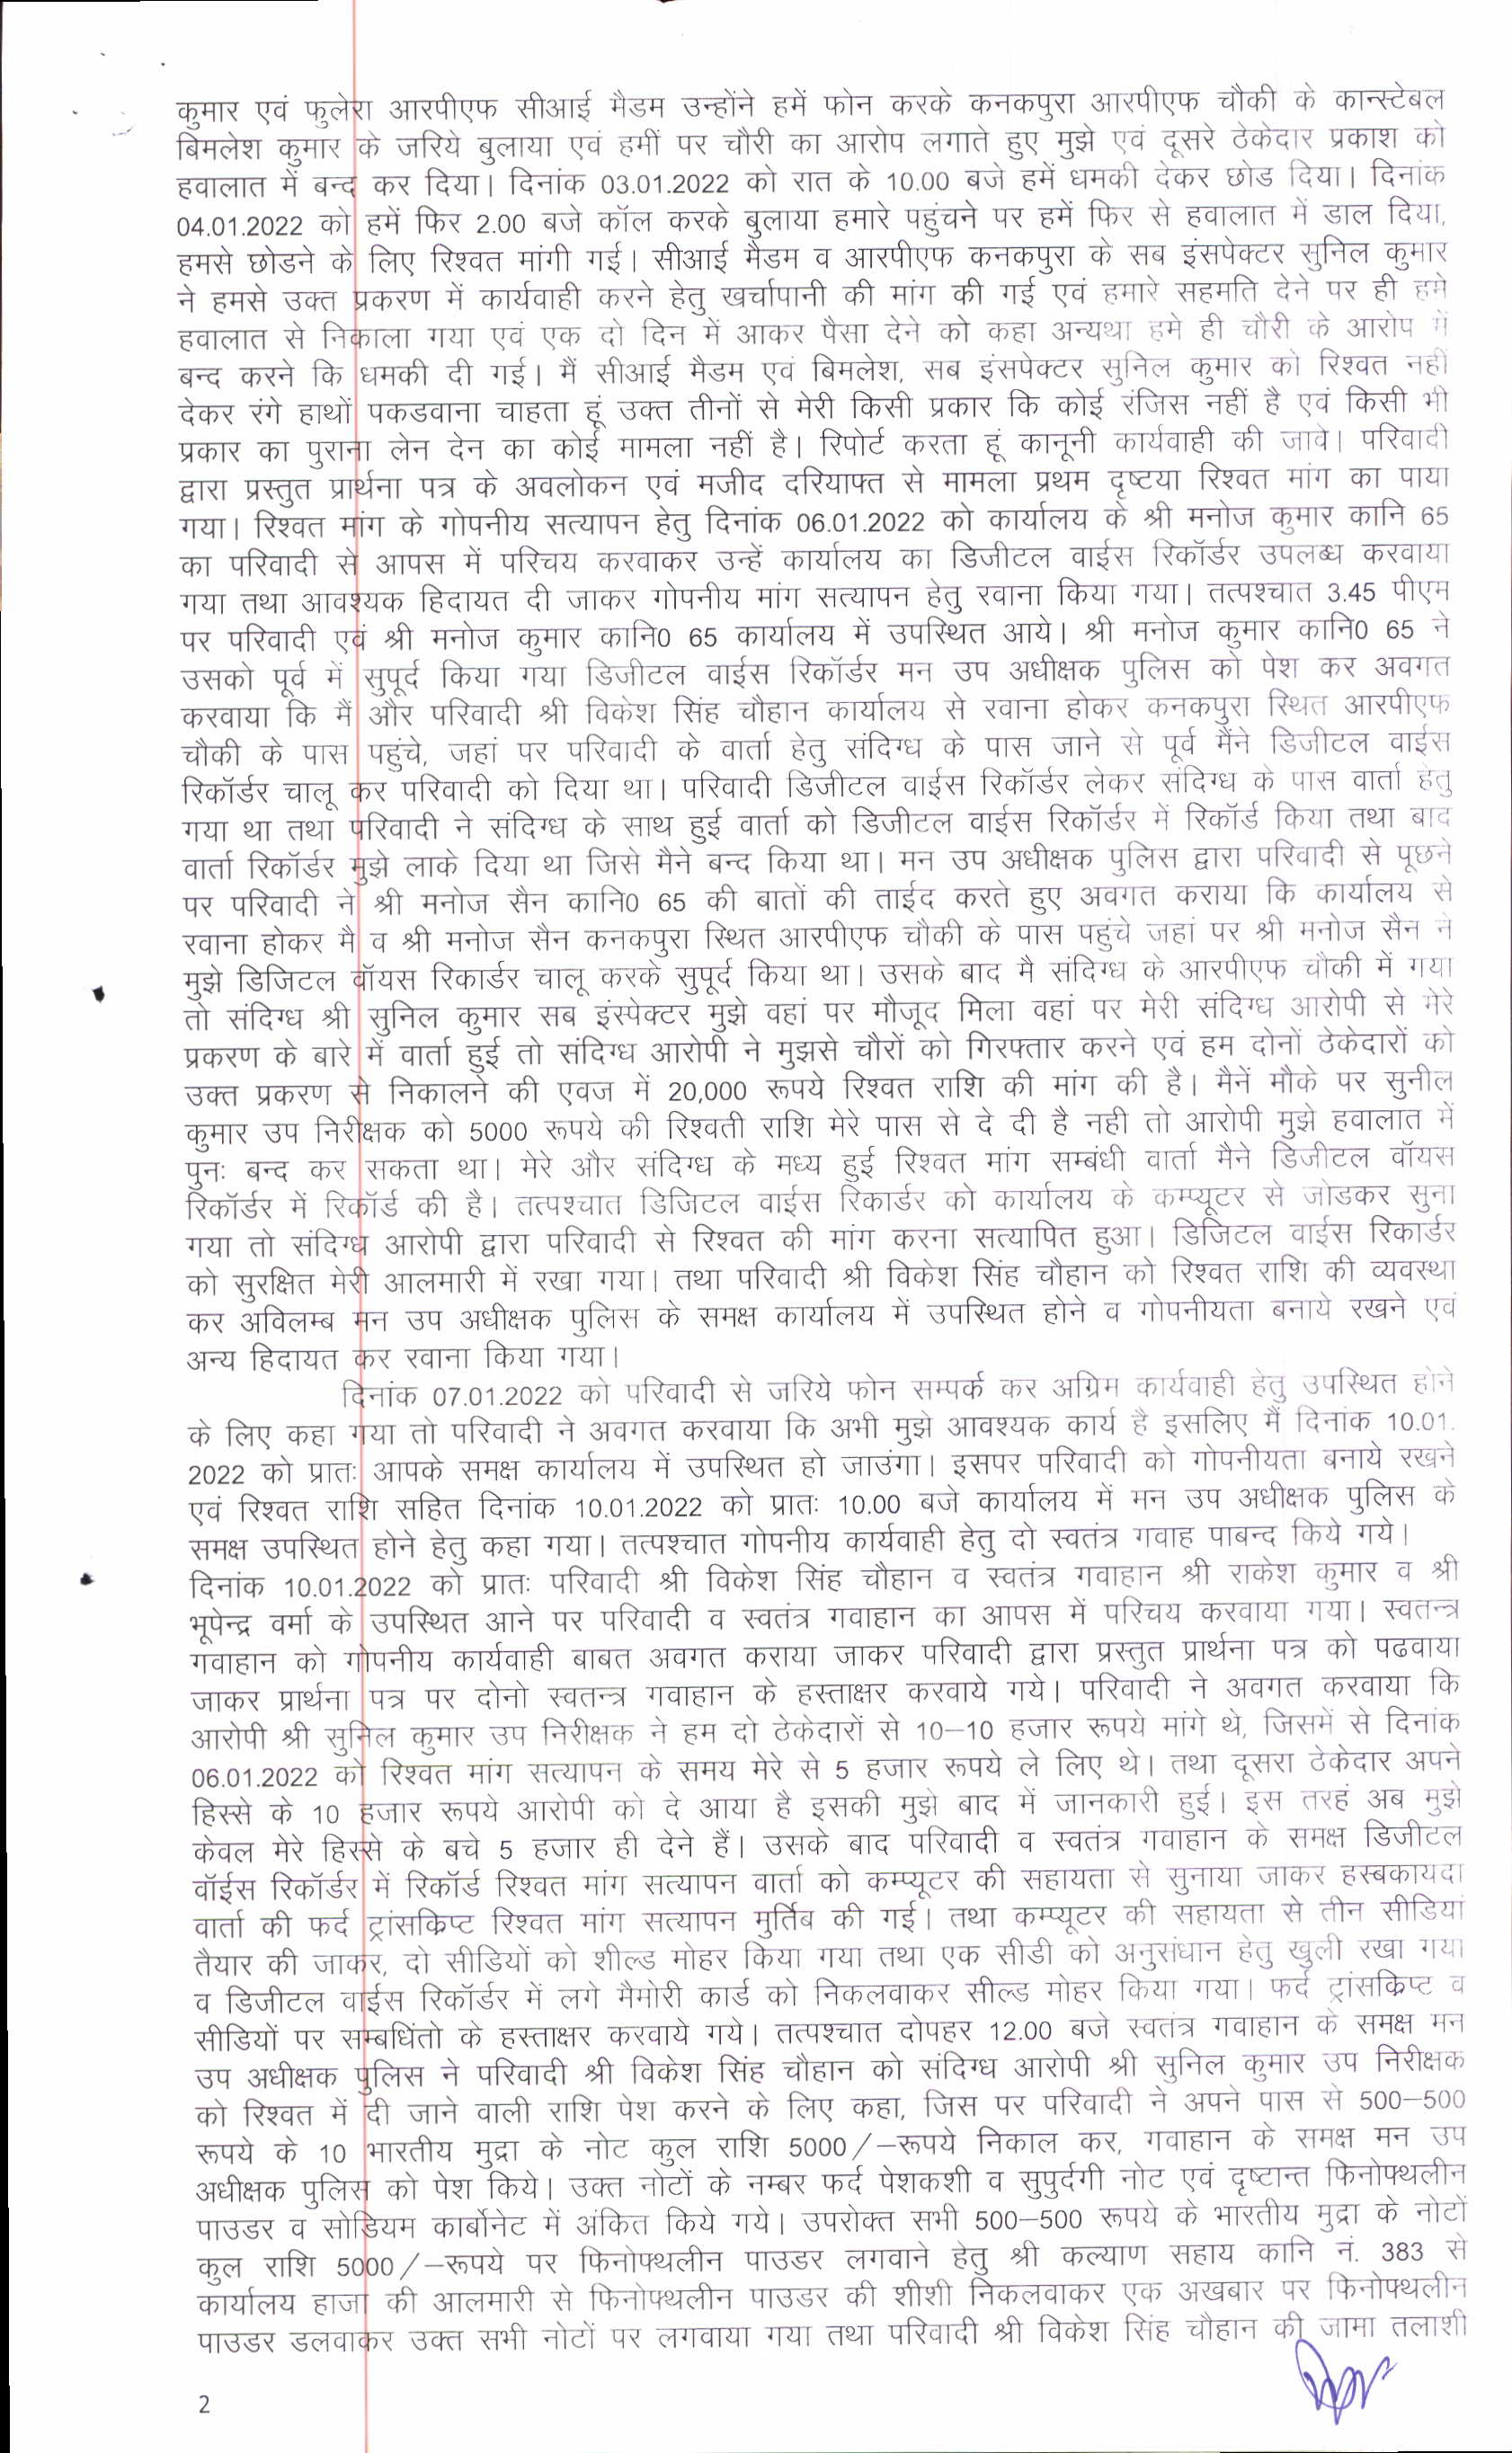 कुमार एवं फुलेरा आरपीएफ सीआई मैडम उन्होंने हमें फोन करके कनकपुरा आरपीएफ चौकी के कान्स्टेबल
बिमलेश कुमार के जरिये बुलाया एवं हमीं पर चौरी का आरोप लगाते हुए मुझे एवं दूसरे ठेकेदार प्रकाश को
हवालात में बन्द कर दिया। दिनांक 03.01.2022 को रात के 10.00 बजे हमें धमकी देकर छोड दिया। दिनांक
04.01.2022 को हमें फिर 2.00 बजे कॉल करके बुलाया हमारे पहुंचने पर हमें फिर से हवालात में डाल दिया,
हमसे छोडने के लिए रिश्वत मांगी गई। सीआई मैडम व आरपीएफ कनकपुरा के सब इंसपेक्टर सुनिल कुमार
ने हमसे उक्त प्रकरण में कार्यवाही करने हेतु खर्चापानी की मांग की गई एवं हमारे सहमति देने पर ही हमे
हवालात से निकाला गया एवं एक दो दिन में आकर पैसा देने को कहा अन्यथा हमे ही चौरी के आरोप में
बन्द करने कि धमकी दी गई। मैं सीआई मैडम एवं बिमलेश, सब इंसपेक्टर सुनिल कुमार को रिश्वत नहीं
देकर रंगे हाथों पकडवाना चाहता हूं उक्त तीनों से मेरी किसी प्रकार कि कोई रंजिस नहीं है एवं किसी भी
प्रकार का पुराना लेन देन का कोई मामला नहीं है। रिपोर्ट करता हूं कानूनी कार्यवाही की जावे। परिवादी
द्वारा प्रस्तुत प्रार्थना पत्र के अवलोकन एवं मजीद दरियाफ्त से मामला प्रथम दृष्टया रिश्वत मांग का पाया
गया। रिश्वत मांग के गोपनीय सत्यापन हेतु दिनांक 06.01.2022 को कार्यालय के श्री मनोज कुमार कानि 65
का परिवादी से आपस में परिचय करवाकर उन्हें कार्यालय का डिजीटल वाईस रिकॉर्डर उपलब्ध करवाया
गया तथा आवश्यक हिदायत दी जाकर गोपनीय मांग सत्यापन हेतु रवाना किया गया। तत्पश्चात 3.45 पीएम
पर परिवादी एवं श्री मनोज कुमार कानि0 65 कार्यालय में उपस्थित आये। श्री मनोज कुमार कानि0 65 ने
उसको पूर्व में सुपूर्द किया गया डिजीटल वाईस रिकॉर्डर मन उप अधीक्षक पुलिस को पेश कर अवगत
करवाया कि मैं और परिवादी श्री विकेश सिंह चौहान कार्यालय से रवाना होकर कनकपुरा स्थित आरपीएफ
चौकी के पास पहुंचे, जहां पर परिवादी के वार्ता हेतु संदिग्ध के पास जाने से पूर्व मैंने डिजीटल वाईस
रिकॉर्डर चालू कर परिवादी को दिया था। परिवादी डिजीटल वाईस रिकॉर्डर लेकर संदिग्ध के पास वार्ता हेतु
गया था तथा परिवादी ने संदिग्ध के साथ हुई वार्ता को डिजीटल वाईस रिकॉर्डर में रिकॉर्ड किया तथा बाद
वार्ता रिकॉर्डर मुझे लाके दिया था जिसे मैने बन्द किया था। मन उप अधीक्षक पुलिस द्वारा परिवादी से पूछने
पर परिवादी ने श्री मनोज सैन कानि0 65 की बातों की ताईद करते हुए अवगत कराया कि कार्यालय से
रवाना होकर मै व श्री मनोज सैन कनकपुरा स्थित आरपीएफ चौकी के पास पहुंचे जहां पर श्री मनोज सैन ने
मुझे डिजिटल वॉयस रिकार्डर चालू करके सुपूर्द किया था। उसके बाद मै संदिग्ध के आरपीएफ चौकी में गया
तो संदिग्ध श्री सुनिल कुमार सब इंस्पेक्टर मुझे वहां पर मौजूद मिला वहां पर मेरी संदिग्ध आरोपी से मेरे
प्रकरण के बारे में वार्ता हुई तो संदिग्ध आरोपी ने मुझसे चौरों को गिरफ्तार करने एवं हम दोनों ठेकेदारों को
उक्त प्रकरण से निकालने की एवज में 20,000 रूपये रिश्वत राशि की मांग की है। मैनें मौके पर सुनील
कुमार उप निरीक्षक को 5000 रूपये की रिश्वती राशि मेरे पास से दे दी है नही तो आरोपी मुझे हवालात में
पुनः बन्द कर सकता था। मेरे और संदिग्ध के मध्य हुई रिश्वत मांग सम्बंधी वार्ता मैने डिजीटल वॉयस
रिकॉर्डर में रिकॉर्ड की है। तत्पश्चात डिजिटल वाईस रिकार्डर को कार्यालय के कम्प्यूटर से जोडकर सुना
गया तो संदिग्ध आरोपी द्वारा परिवादी से रिश्वत की मांग करना सत्यापित हुआ। डिजिटल वाईस रिकार्डर
को सुरक्षित मेरी आलमारी में रखा गया। तथा परिवादी श्री विकेश सिंह चौहान को रिश्वत राशि की व्यवस्था
कर अविलम्ब मन उप अधीक्षक पुलिस के समक्ष कार्यालय में उपस्थित होने व गोपनीयता बनाये रखने एवं
अन्य हिदायत कर रवाना किया गया।
दिनांक 07.01.2022 को परिवादी से जरिये फोन सम्पर्क कर अग्रिम कार्यवाही हेतु उपस्थित होने
के लिए कहा गया तो परिवादी ने अवगत करवाया कि अभी मुझे आवश्यक कार्य है इसलिए मैं दिनांक 10.01.
2022 को प्रातः आपके समक्ष कार्यालय में उपस्थित हो जाउंगा। इसपर परिवादी को गोपनीयता बनाये रखने
एवं रिश्वत राशि सहित दिनांक 10.01.2022 को प्रातः 10.00 बजे कार्यालय में मन उप अधीक्षक पुलिस के
समक्ष उपस्थित होने हेतु कहा गया। तत्पश्चात गोपनीय कार्यवाही हेतु दो स्वतंत्र गवाह पाबन्द किये गये।
दिनांक 10.01.2022 को प्रातः परिवादी श्री विकेश सिंह चौहान व स्वतंत्र गवाहान श्री राकेश कुमार व श्री
भूपेन्द्र वर्मा के उपस्थित आने पर परिवादी व स्वतंत्र गवाहान का आपस में परिचय करवाया गया। स्वतन्त्र
गवाहान को गोपनीय कार्यवाही बाबत अवगत कराया जाकर परिवादी द्वारा प्रस्तुत प्रार्थना पत्र को पढवाया
जाकर प्रार्थना पत्र पर दोनो स्वतन्त्र गवाहान के हस्ताक्षर करवाये गये। परिवादी ने अवगत करवाया कि
आरोपी श्री सुनिल कुमार उप निरीक्षक ने हम दो ठेकेदारों से 10–10 हजार रूपये मांगे थे, जिसमें से दिनांक
06.01.2022 को रिश्वत मांग सत्यापन के समय मेरे से 5 हजार रूपये ले लिए थे। तथा दूसरा ठेकेदार अपने
हिस्से के 10 हजार रूपये आरोपी को दे आया है इसकी मुझे बाद में जानकारी हुई। इस तरहं अब मुझे
केवल मेरे हिस्से के बचे 5 हजार ही देने हैं। उसके बाद परिवादी व स्वतंत्र गवाहान के समक्ष डिजीटल
वॉईस रिकॉर्डर में रिकॉर्ड रिश्वत मांग सत्यापन वार्ता को कम्प्यूटर की सहायता से सुनाया जाकर हस्बकायदा
वार्ता की फर्द ट्रांसक्रिप्ट रिश्वत मांग सत्यापन मुर्तिब की गई। तथा कम्प्यूटर की सहायता से तीन सीडियां
तैयार की जाकर, दो सीडियों को शील्ड मोहर किया गया तथा एक सीडी को अनुसंधान हेतु खुली रखा गया
व डिजीटल वाईस रिकॉर्डर में लगे मैमोरी कार्ड को निकलवाकर सील्ड मोहर किया गया। फर्द ट्रांसक्रिप्ट व
सीडियों पर सम्बधिंतो के हस्ताक्षर करवाये गये। तत्पश्चात दोपहर 12.00 बजे स्वतंत्र गवाहान के समक्ष मन
उप अधीक्षक पुलिस ने परिवादी श्री विकेश सिंह चौहान को संदिग्ध आरोपी श्री सुनिल कुमार उप निरीक्षक
को रिश्वत में दी जाने वाली राशि पेश करने के लिए कहा, जिस पर परिवादी ने अपने पास से 500–500
रूपये के 10 भारतीय मुद्रा के नोट कुल राशि 5000/–रूपये निकाल कर, गवाहान के समक्ष मन उप
अधीक्षक पुलिस को पेश किये। उक्त नोटों के नम्बर फर्द पेशकशी व सुपुर्दगी नोट एवं दृष्टान्त फिनोफ्थलीन
पाउडर व सोडियम कार्बोनेट में अंकित किये गये। उपरोक्त सभी 500–500 रूपये के भारतीय मुद्रा के नोटों
कुल राशि 5000/–रूपये पर फिनोफ्थलीन पाउडर लगवाने हेतु श्री कल्याण सहाय कानि नं. 383 से
कार्यालय हाजा की आलमारी से फिनोफ्थलीन पाउडर की शीशी निकलवाकर एक अखबार पर फिनोफ्थलीन
पाउडर डलवाकर उक्त सभी नोटों पर लगवाया गया तथा परिवादी श्री विकेश सिंह चौहान की जामा तलाशी
2